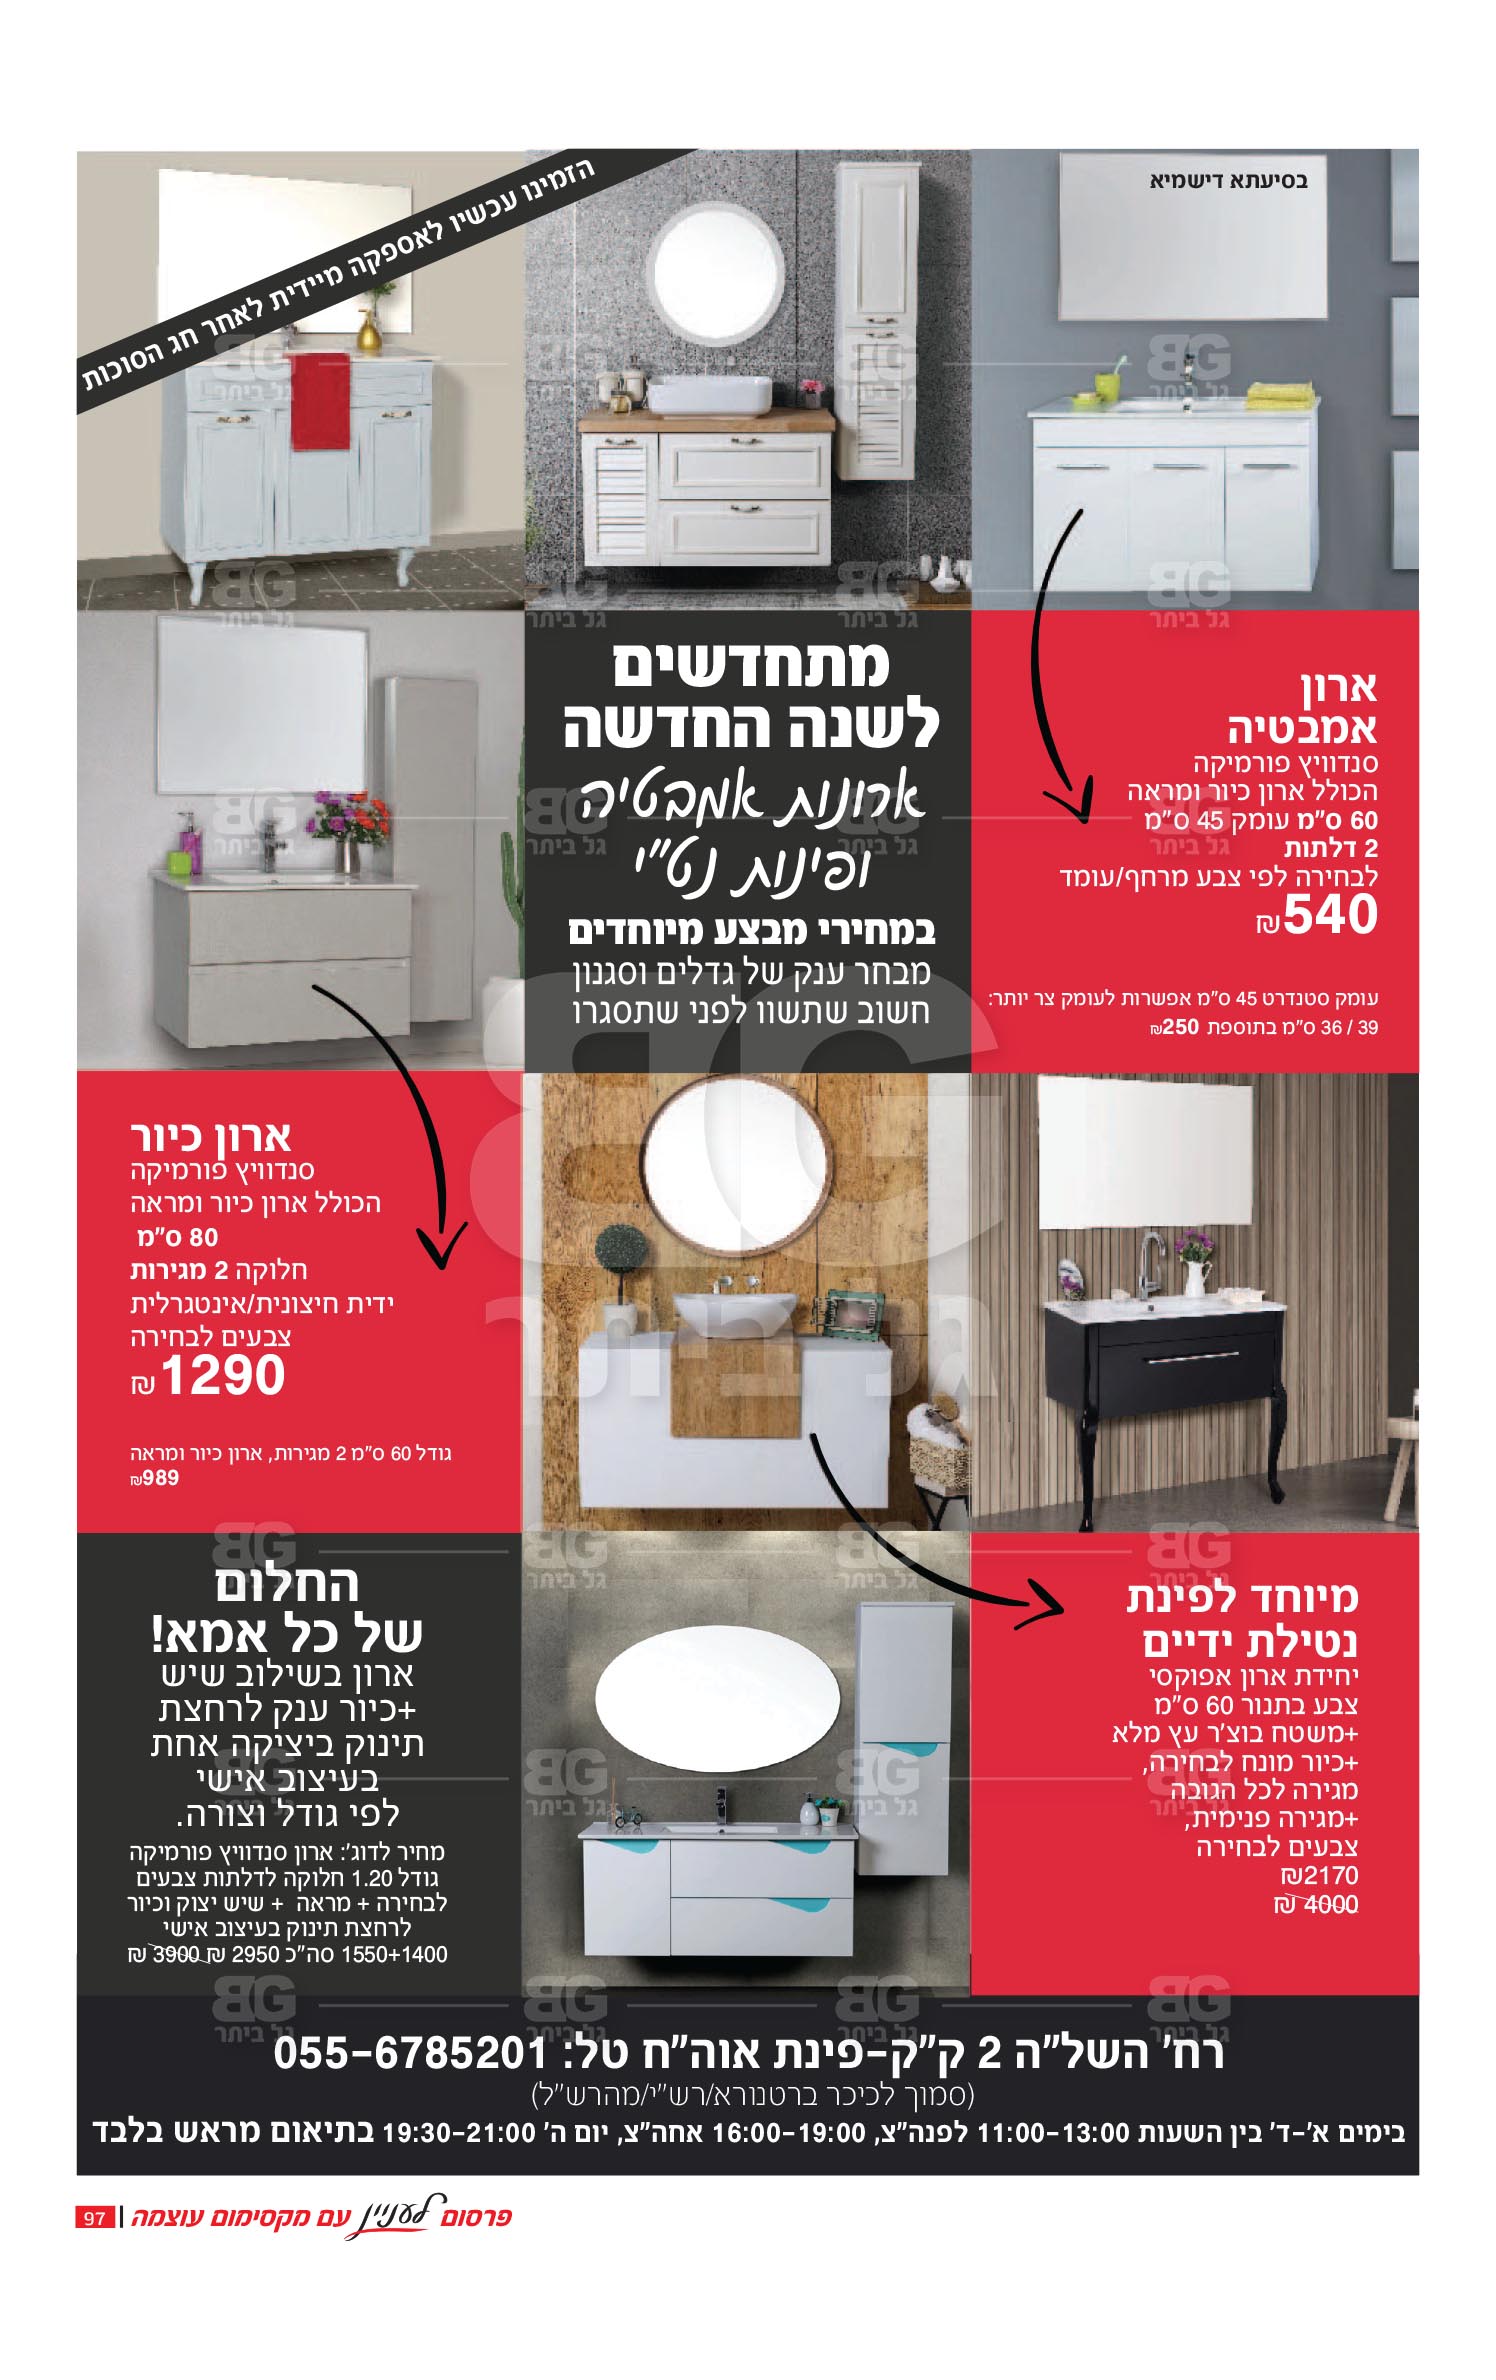 בסיעתא דישמיא
הזמינו עכשיו לאספקה מיידית לאחר חג הסוכות
מתחדשים
לשנה החדשה
ארונות אמבטיה
ופינות נט"י
במחירי מבצע מיוחדים
מבחר ענק של גדלים וסגנון
חשוב שתשוו לפני שתסגרו
ארון
אמבטיה
סנדוויץ פורמיקה
הכולל ארון כיור ומראה
60 ס"מ עומק 45 ס"מ
2 דלתות
לבחירה לפי צבע מרחף/עומד
540₪
עומק סטנדרט 45 ס"מ אפשרות לעומק צר יותר:
39 / 36 ס"מ בתוספת 250₪
ארון כיור
סנדוויץ פורמיקה
הכולל ארון כיור ומראה
80 ס"מ
חלוקה 2 מגירות
ידית חיצונית/אינטגרלית
צבעים לבחירה
1290₪
גודל 60 ס"מ 2 מגירות, ארון כיור ומראה
989₪
מיוחד לפינת
נטילת ידיים
יחידת ארון אפוקסי
צבע בתנור 60 ס"מ
+משטח בוצ'ר עץ מלא
+כיור מונח לבחירה,
מגירה לכל הגובה
+מגירה פנימית,
צבעים לבחירה
2170₪
4000 ₪
החלום
של כל אמא!
ארון בשילוב שיש
+כיור ענק לרחצת
תינוק ביציקה אחת
בעיצוב אישי
לפי גודל וצורה.
מחיר לדוג': ארון סנדוויץ פורמיקה
גודל 1.20 חלוקה לדלתות צבעים
לבחירה + מראה + שיש יצוק וכיור
לרחצת תינוק בעיצוב אישי
1550+1400 סה"כ 2950 ₪ 3900 ₪
רח' השל"ה 2 ק"ק-פינת אוה"ח טל: 055-6785201
(סמוך לכיכר ברטנורא/רש"י/מהרש"ל)
בימים א'-ד' בין השעות 11:00-13:00 לפנה"צ, 16:00-19:00 אחה"צ, יום ה' 19:30-21:00 בתיאום מראש בלבד
BG
גל ביתר
פרסום לעניין עם מקסימום עוצמה | 97